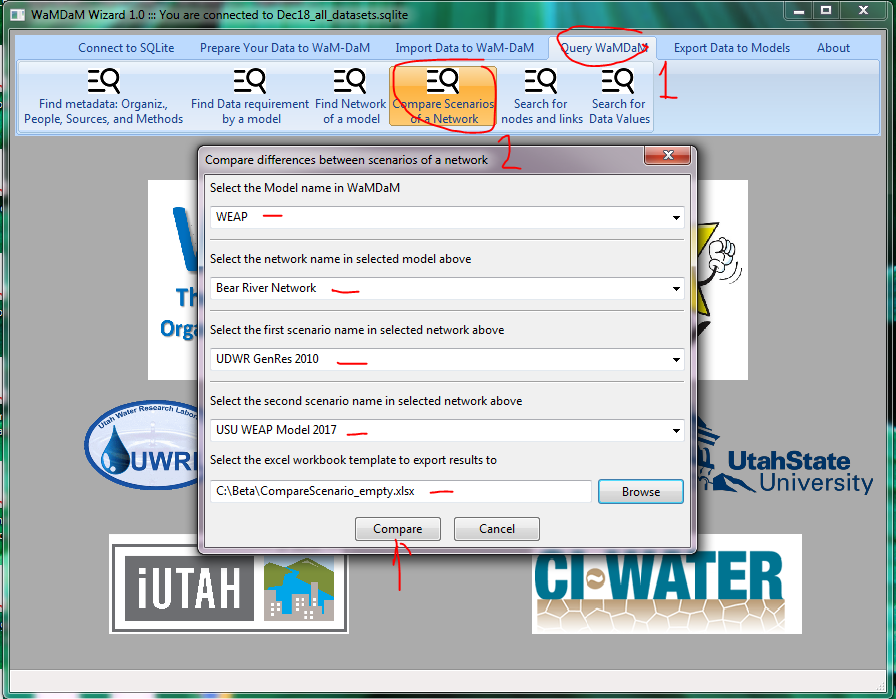 WaMDaM Wizard 1.0 ::: You are connected to Dec18_all_datasets.sqlite
Connect to SQLite Prepare Your Data to WaM-DaM Import Data to WaM-DaM Query WaMDaM Export Data to Models About
1
Find metadata: Organiz., Find Data requirement Find Network Compare Scenarios Search for Search for
People, Sources, and Methods by a model of a model of a Network nodes and links Data Values
2
Compare differences between scenarios of a network
Select the Model name in WaMDaM
WEAP
Select the network name in selected model above
Bear River Network
Select the first scenario name in selected network above
UDWR GenRes 2010
Select the second scenario name in selected network above
USU WEAP Model 2017
Select the excel workbook template to export results to
C:\Beta\CompareScenario_empty.xlsx Browse
Compare Cancel
Utah Water Research
UWRL
UtahState
University
iUTAH
CI-WATER